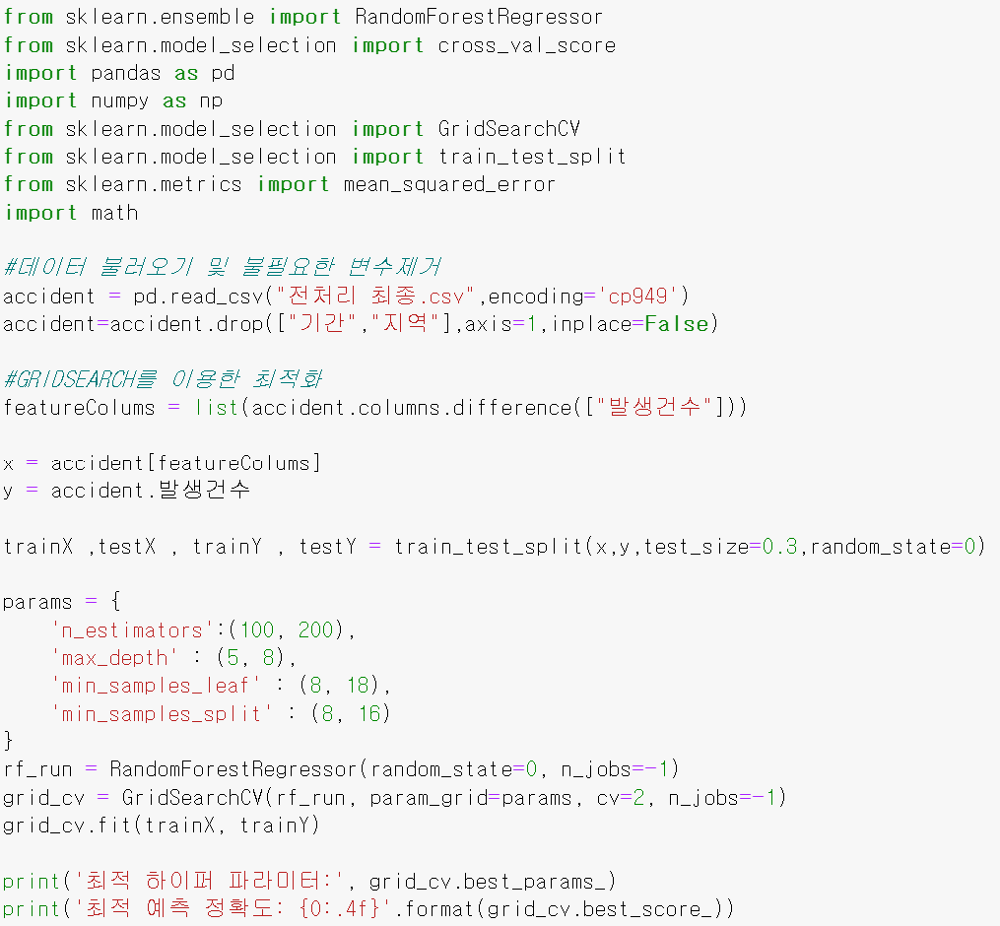 from sklearn.ensemble import RandomForestRegressor
from sklearn.model_selection import cross_val_score
import pandas as pd
import numpy as np
from sklearn.model_selection import GridSearchCV
from sklearn.model_selection import train_test_split
from sklearn.metrics import mean_squared_error
import math
#데이터 불러오기 및 불필요한 변수제거
accident = pd.read_csv("전처리 최종.csv",encoding='cp949')
accident=accident.drop(["기간","지역"],axis=1,inplace=False)
#GRIDSEARCH를 이용한 최적화
featureColums = list(accident.columns.difference(["발생건수"]))
x = accident[featureColums]
y = accident.발생건수
trainX ,testX , trainY , testY = train_test_split(x,y,test_size=0.3,random_state=0)
params = {
    'n_estimators':(100, 200),
    'max_depth' : (5, 8),
    'min_samples_leaf' : (8, 18),
    'min_samples_split' : (8, 16)
}
rf_run = RandomForestRegressor(random_state=0, n_jobs=-1)
grid_cv = GridSearchCV(rf_run, param_grid=params, cv=2, n_jobs=-1)
grid_cv.fit(trainX, trainY)
print('최적 하이퍼 파라미터:', grid_cv.best_params_)
print('최적 예측 정확도: {0:.4f}'.format(grid_cv.best_score_))